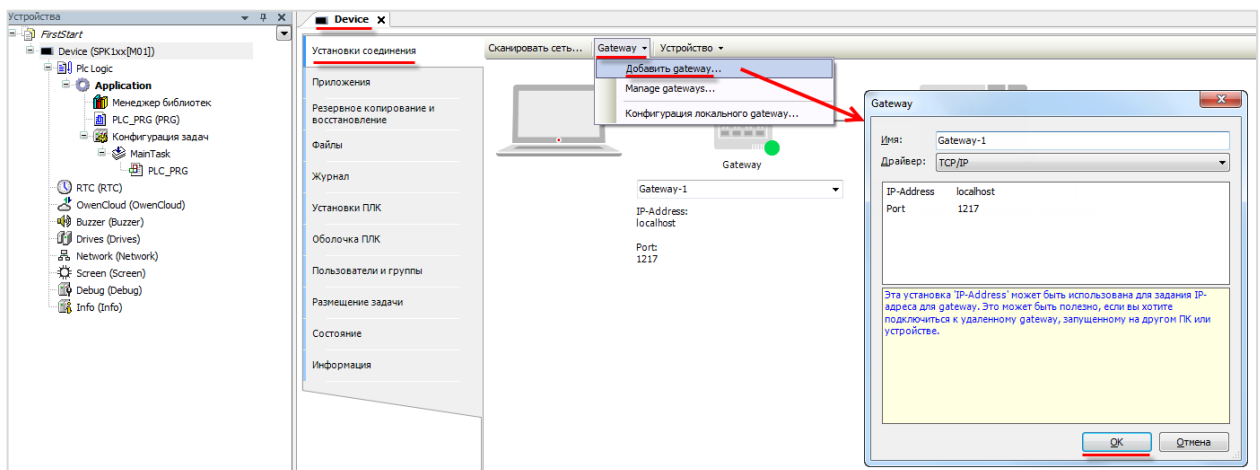 Устройства
FirstStart
Device (SPK1xx[M01])
Plc Logic
Application
Менеджер библиотек
PLC_PRG (PRG)
Конфигурация задач
MainTask
PLC_PRG
RTC (RTC)
OwenCloud (OwenCloud)
Buzzer (Buzzer)
Drives (Drives)
Network (Network)
Screen (Screen)
Debug (Debug)
Info (Info)
Device
Установки соединения
Приложения
Резервное копирование и
восстановление
Файлы
Журнал
Установки ПЛК
Оболочка ПЛК
Пользователи и группы
Размещение задачи
Состояние
Информация
Сканировать сеть... Gateway Устройство
Добавить gateway...
Manage gateways...
Конфигурация локального gateway...
Gateway
Gateway-1
IP-Address:
localhost
Port:
1217
Gateway
Имя: Gateway-1
Драйвер: TCP/IP
IP-Address localhost
Port 1217
Эта установка 'IP-Address' может быть использована для задания IP-
адреса для gateway. Это может быть полезно, если вы хотите
подключиться к удаленному gateway, запущенному на другом ПК или
устройстве.
OK Отмена